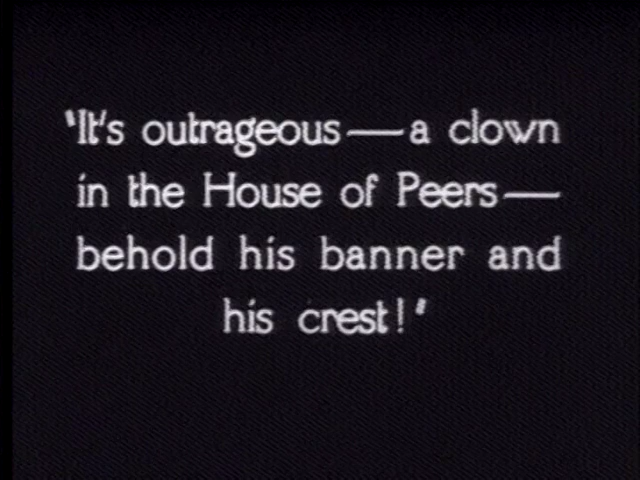 "It's outrageous—a clown
in the House of Peers—
behold his banner and
his crest!"